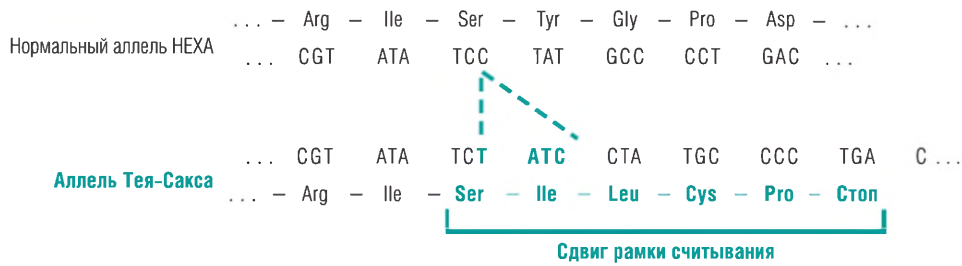 ... – Arg – Ile – Ser – Tyr – Gly – Pro – Asp – ...
Нормальный аллель HEXA
... CGT ATA TCC TAT GCC CCT GAC ...
... CGT ATA TCT ATC CTA TGC CCC TGA C ...
Аллель Тея-Сакса
... – Arg – Ile – Ser – Ile – Leu – Cys – Pro – Стоп
Сдвиг рамки считывания